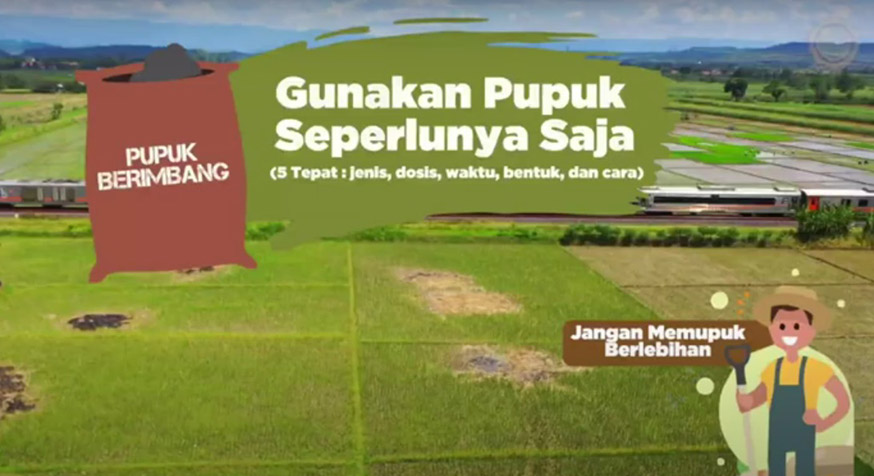 PUPUK
BERIMBANG
Gunakan Pupuk
Seperlunya Saja
(5 Tepat : jenis, dosis, waktu, bentuk, dan cara)
Jangan Memupuk
Berlebihan